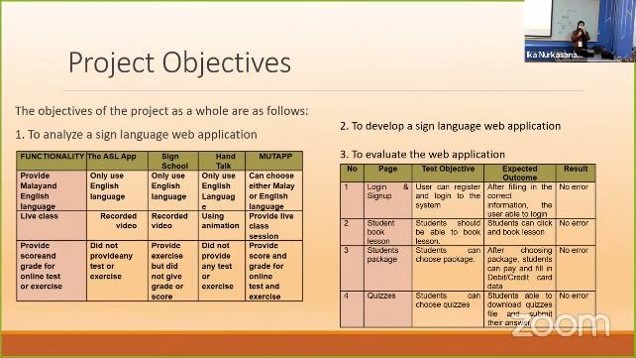 Project Objectives
The objectives of the project as a whole are as follows:
1. To analyze a sign language web application
FUNCTIONALITY The ASL App Sign School Hand Talk MUTAPP
Provide Malayand English language Only use English language Only use English language Only use English Languag e Can choose either Malay or English language
Live class Recorded video Recorded video Using animation Provide live class session
Provide scoreand grade for online test or exercise Did not provideany test or exercise Provide exercise but did not give grade or score Did not provide any test or exercise Provide score and grade for online test and exercise
2. To develop a sign language web application
3. To evaluate the web application
No Page Test Objective Expected Outcome Result
1 Login & Signup User can register and login to the system After filling in the correct information, the user able to login No error
2 Student book lesson Students should be able to book lesson. Students can click and book lesson No error
3 Students package Students can choose package. After choosing package, students can pay and fill in Debit/Credit card data No error
4 Quizzes Students can choose quizzes Students able to download quizzes file and submit their answer No error
ika Nurkasana
zoom